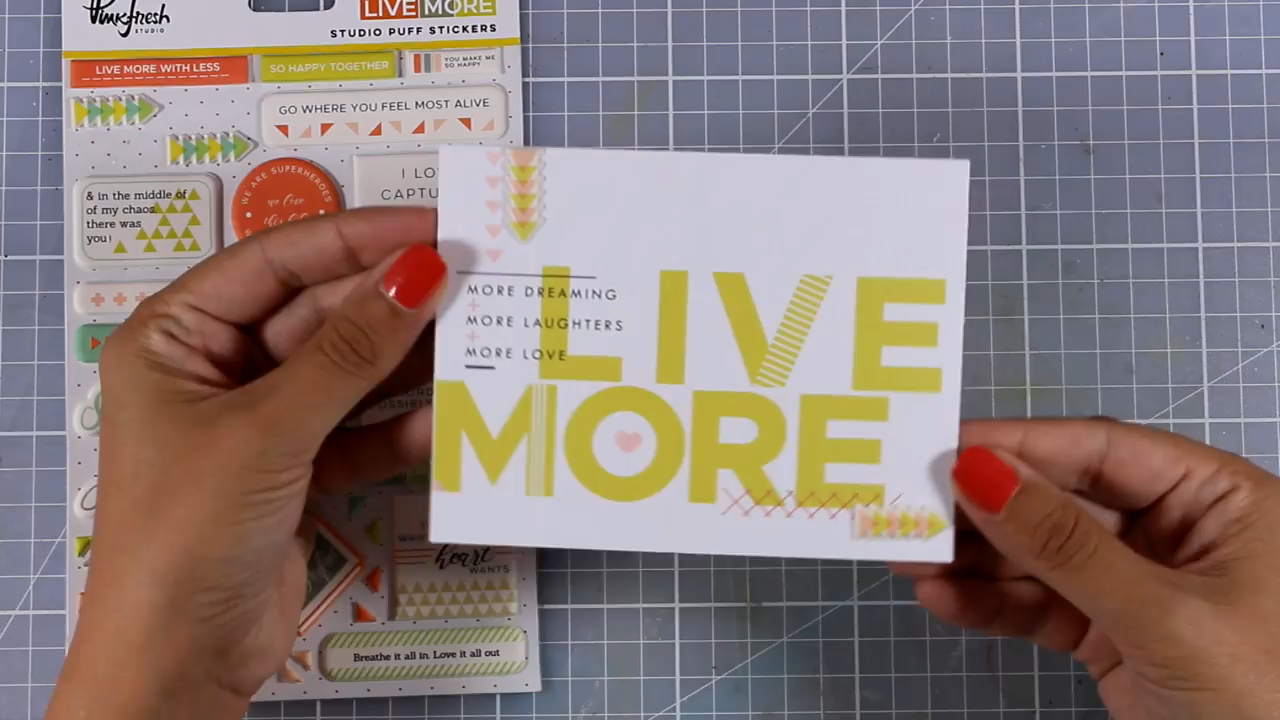 Pinkfresh
STUDIO
LIVE MORE
STUDIO PUFF STICKERS
LIVE MORE WITH LESS
SO HAPPY TOGETHER
YOU MAKE ME
SO HAPPY
GO WHERE YOU FEEL MOST ALIVE
& in the middle of
of my chaos
there was
you!
WE ARE SUPERHEROES
we love
this
I LO
CAPTU
MORE DREAMING
+
MORE LAUGHTERS
+
MORE LOVE
LIVE
MORE
heart
WANTS
Breathe it all in. Love it all out